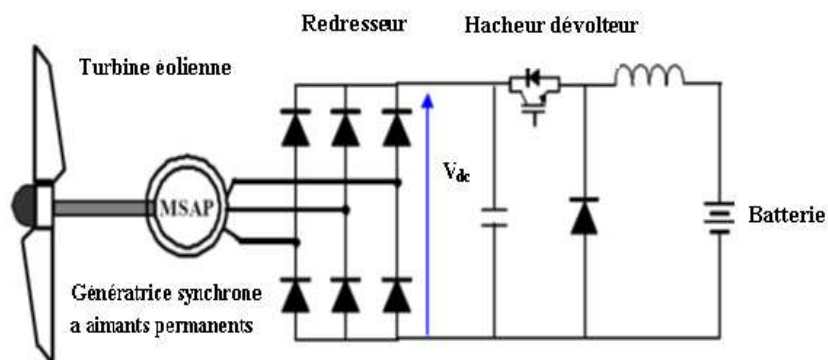 Redresseur
Hacheur dévolteur
Turbine éolienne
Vdc
MSAP
Batterie
Génératrice synchrone
a aimants permanents